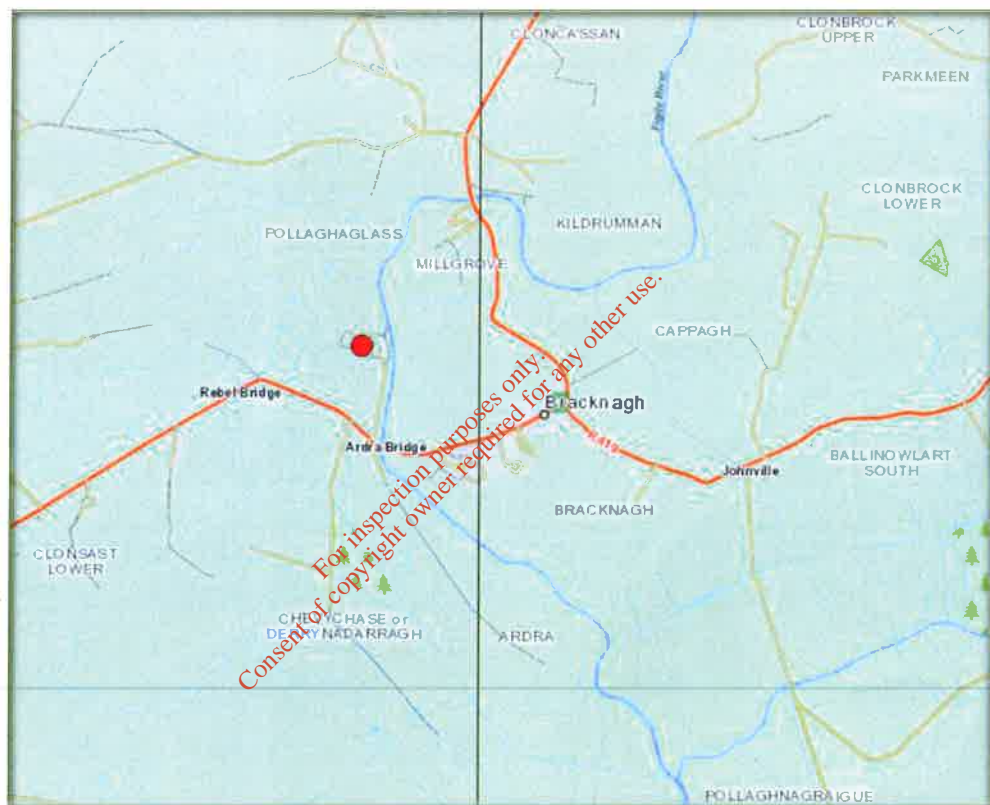 CLONCASSAN
CLONBROCK
UPPER
PARKMEEN
CLONBROCK
LOWER
POLLAGHAGLASS
KILDRUMMAN
MILLGROVE
CAPPAGH
Rebel Bridge
Bracknagh
Ardra Bridge
R419
Johnville
BALLINOWLART
SOUTH
BRACKNAGH
CLONSAST
LOWER
CHEVYCHASE or
DERRYNADARRAGH
ARDRA
POLLAGHNAGRAIGUE
For inspection purposes only.
Consent of copyright owner required for any other use.